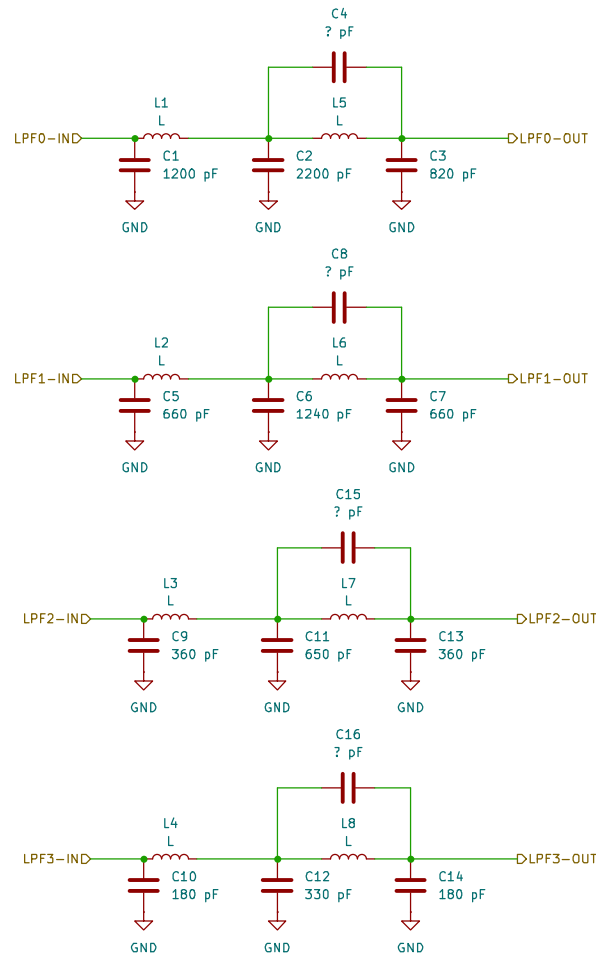 C4
? pF
L1
L
L5
L
LPF0-IN
LPF0-OUT
C1
1200 pF
C2
2200 pF
C3
820 pF
GND
GND
GND
C8
? pF
L2
L
L6
L
LPF1-IN
LPF1-OUT
C5
660 pF
C6
1240 pF
C7
660 pF
GND
GND
GND
C15
? pF
L3
L
L7
L
LPF2-IN
LPF2-OUT
C9
360 pF
C11
650 pF
C13
360 pF
GND
GND
GND
C16
? pF
L4
L
L8
L
LPF3-IN
LPF3-OUT
C10
180 pF
C12
330 pF
C14
180 pF
GND
GND
GND